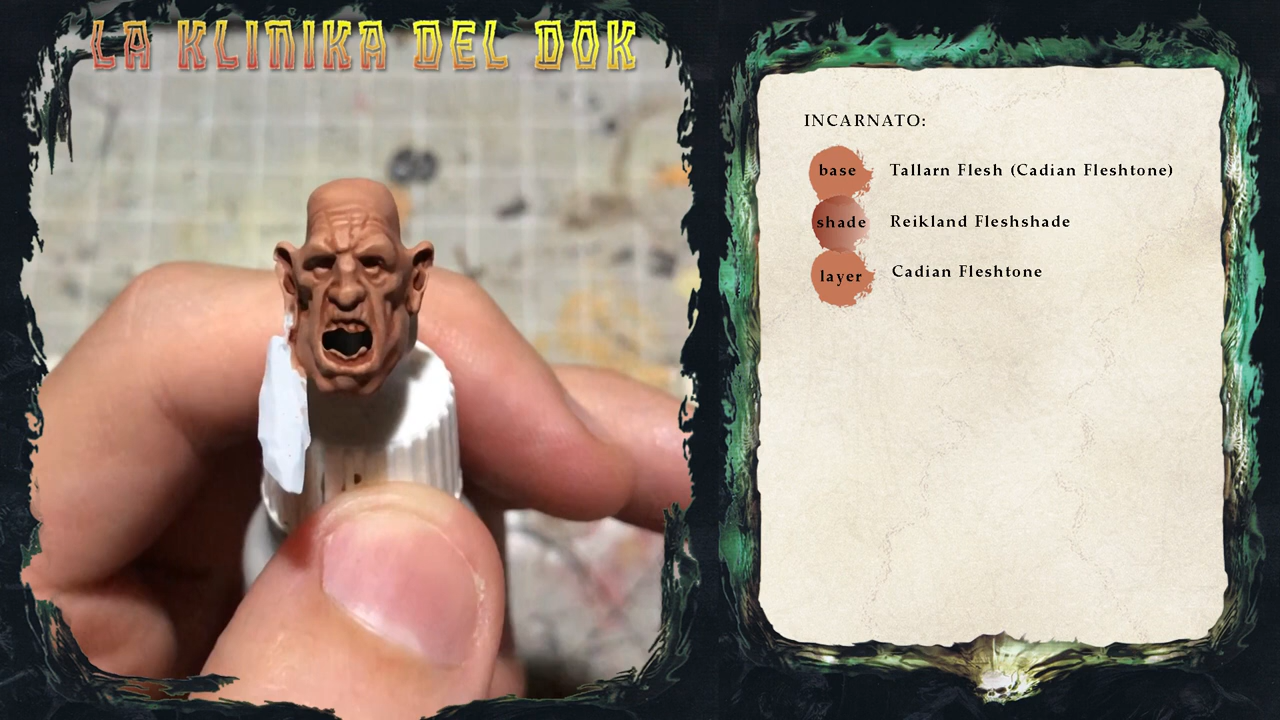 LA KLINIKA DEL DOK
INCARNATO:
base Tallarn Flesh (Cadian Fleshtone)
shade Reikland Fleshshade
layer Cadian Fleshtone